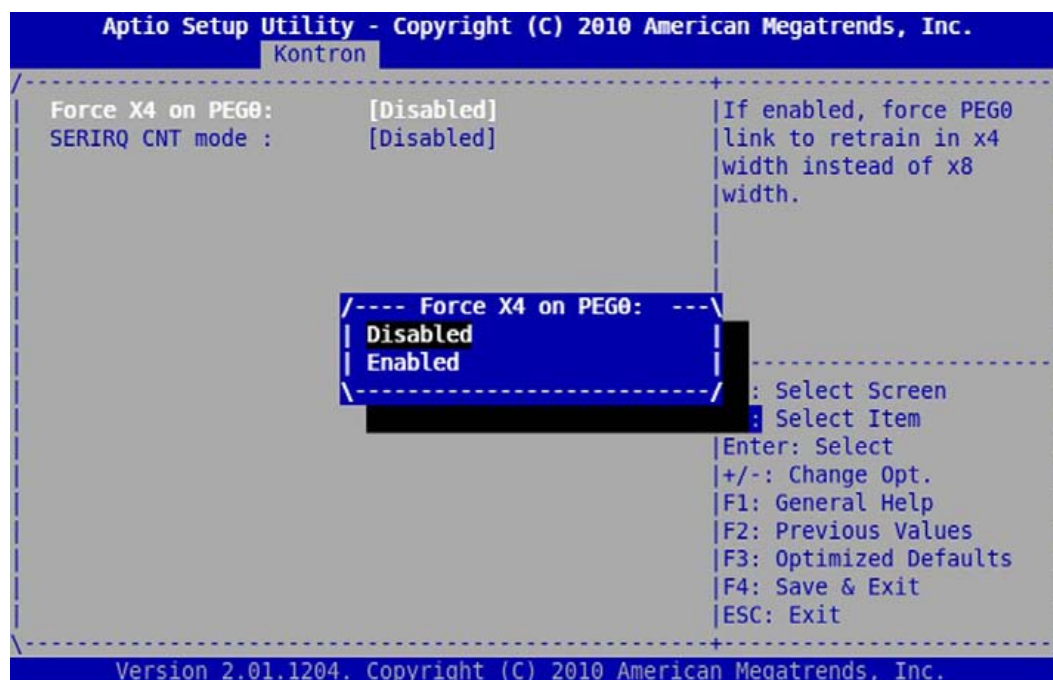 Aptio Setup Utility - Copyright (C) 2010 American Megatrends, Inc.
Kontron
Force X4 on PEG0: [Disabled]
SERIRQ CNT mode : [Disabled]
If enabled, force PEG0
link to retrain in x4
width instead of x8
width.
Force X4 on PEG0:
Disabled
Enabled
: Select Screen
: Select Item
Enter: Select
+/-: Change Opt.
F1: General Help
F2: Previous Values
F3: Optimized Defaults
F4: Save & Exit
ESC: Exit
Version 2.01.1204. Copyright (C) 2010 American Megatrends, Inc.